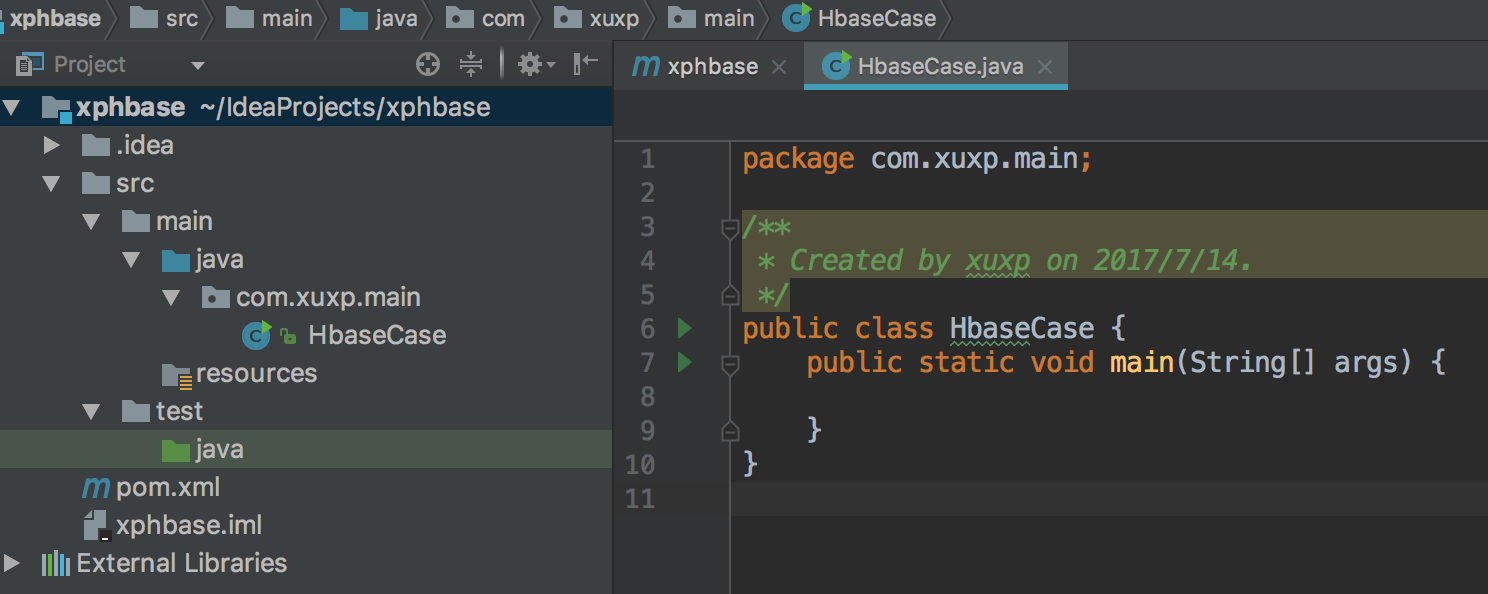 xphbase src main java com xuxp main HbaseCase
Project
xphbase ~/IdeaProjects/xphbase
.idea
src
main
java
com.xuxp.main
HbaseCase
resources
test
java
pom.xml
xphbase.iml
External Libraries
xphbase HbaseCase.java
1 package com.xuxp.main;
2
3 /**
4 * Created by xuxp on 2017/7/14.
5 */
6 public class HbaseCase {
7 public static void main(String[] args) {
8
9 }
10 }
11